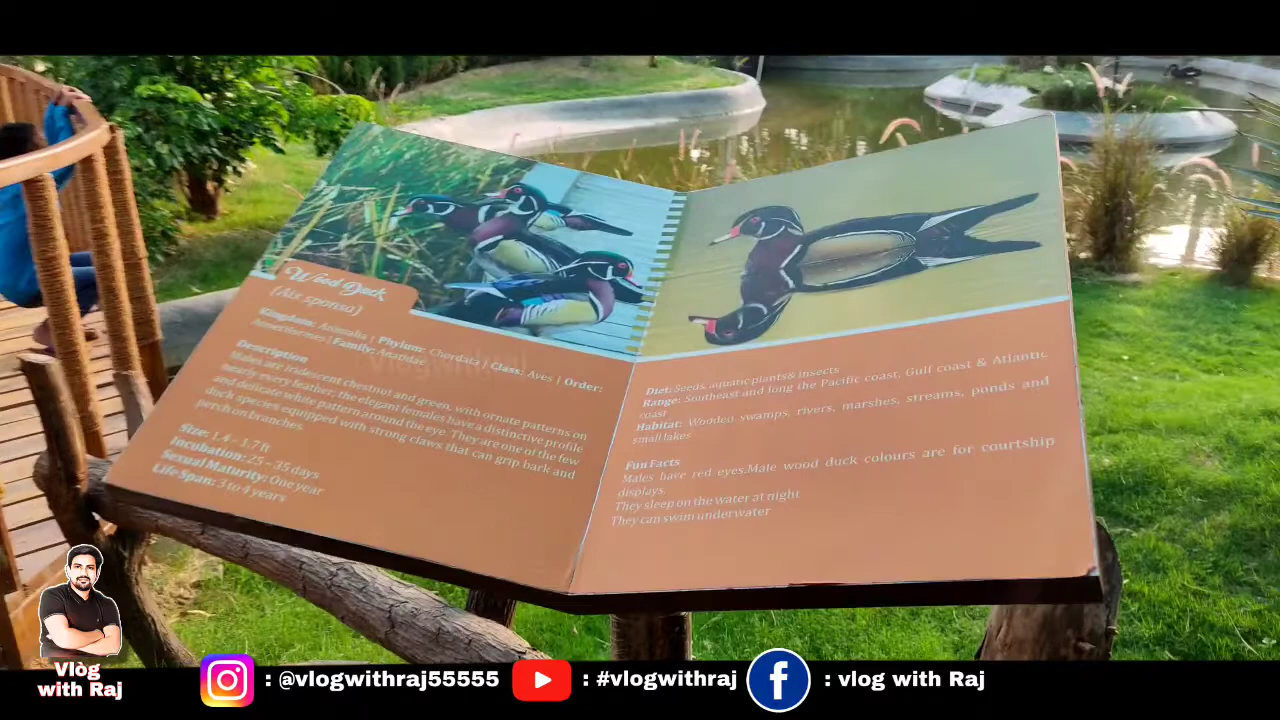 Wood Duck
(Aix sponso)
Kingdom: Animalia | Phylum: Chordata | Class: Aves | Order:
Anseriformes | Family: Anatidae
Description
Males are iridescent chestnut and green, with ornate patterns on
nearly every feather; the elegant females have a distinctive profile
and delicate white pattern around the eye. They are one of the few
duck species equipped with strong claws that can grip bark and
perch on branches.
Size: 1.4 - 1.7 ft
Incubation: 25 - 35 days
Sexual Maturity: One year
Life Span: 3 to 4 years
Diet: Seeds, aquatic plants & insects
Range: Southeast and long the Pacific coast, Gulf coast & Atlantic
coast
Habitat: Wooden swamps, rivers, marshes, streams, ponds and
small lakes
Fun Facts
Males have red eyes.Male wood duck colours are for courtship
displays.
They sleep on the water at night
They can swim underwater
vlogwithraj
Vlòg
with Raj
: @vlogwithraj55555
: #vlogwithraj
: vlog with Raj